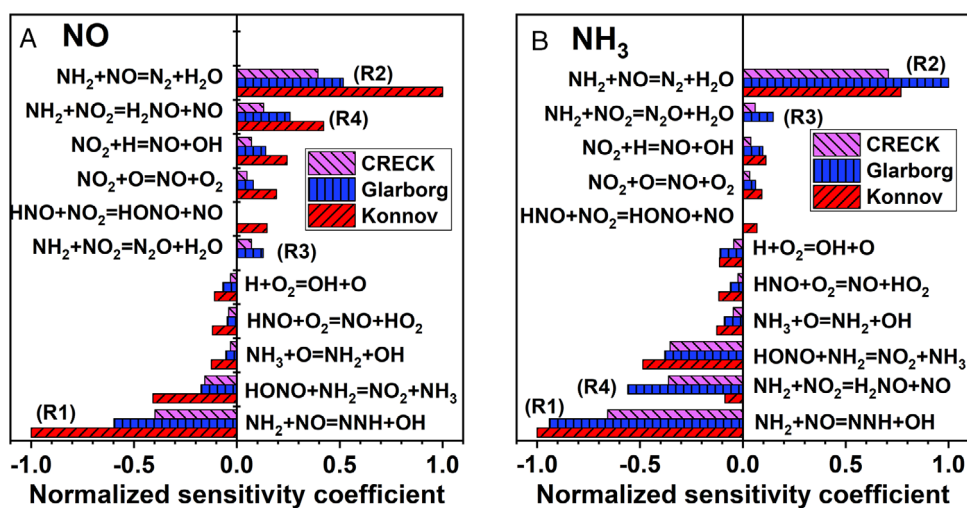 A NO
NH₂+NO=N₂+H₂O (R2)
NH₂+NO₂=H₂NO+NO (R4)
NO₂+H=NO+OH
NO₂+O=NO+O₂
HNO+NO₂=HONO+NO
NH₂+NO₂=N₂O+H₂O (R3)
CRECK
Glarborg
Konnov
H+O₂=OH+O
HNO+O₂=NO+HO₂
NH₃+O=NH₂+OH
HONO+NH₂=NO₂+NH₃
(R1) NH₂+NO=NNH+OH
-1.0 -0.5 0.0 0.5 1.0
Normalized sensitivity coefficient
B NH₃
NH₂+NO=N₂+H₂O (R2)
NH₂+NO₂=N₂O+H₂O (R3)
NO₂+H=NO+OH
NO₂+O=NO+O₂
HNO+NO₂=HONO+NO
CRECK
Glarborg
Konnov
H+O₂=OH+O
HNO+O₂=NO+HO₂
NH₃+O=NH₂+OH
HONO+NH₂=NO₂+NH₃
(R4) NH₂+NO₂=H₂NO+NO
(R1) NH₂+NO=NNH+OH
-1.0 -0.5 0.0 0.5 1.0
Normalized sensitivity coefficient